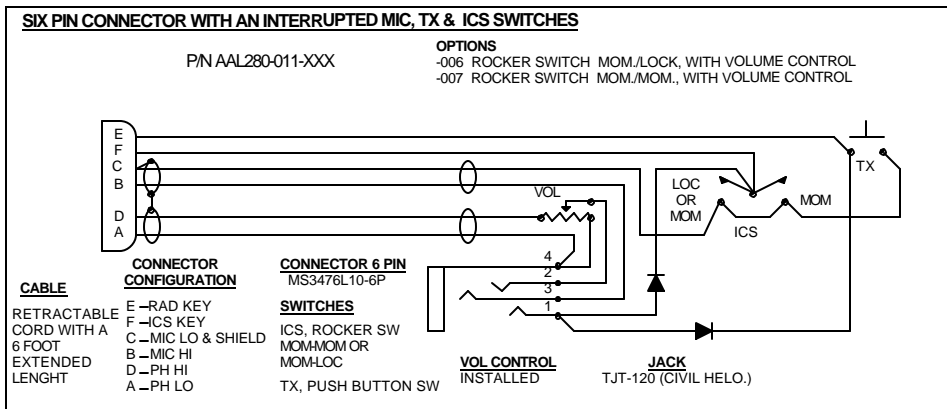 SIX PIN CONNECTOR WITH AN INTERRUPTED MIC, TX & ICS SWITCHES
P/N AAL280-011-XXX
OPTIONS
-006 ROCKER SWITCH MOM./LOCK, WITH VOLUME CONTROL
-007 ROCKER SWITCH MOM./MOM., WITH VOLUME CONTROL
E
F
C
B
D
A
VOL
LOC
OR
MOM
MOM
ICS
TX
4
2
3
1
CABLE
RETRACTABLE
CORD WITH A
6 FOOT
EXTENDED
LENGHT
CONNECTOR
CONFIGURATION
E –RAD KEY
F –ICS KEY
C –MIC LO & SHIELD
B –MIC HI
D –PH HI
A –PH LO
CONNECTOR 6 PIN
MS3476L10-6P
SWITCHES
ICS, ROCKER SW
MOM-MOM OR
MOM-LOC
TX, PUSH BUTTON SW
VOL CONTROL
INSTALLED
JACK
TJT-120 (CIVIL HELO.)